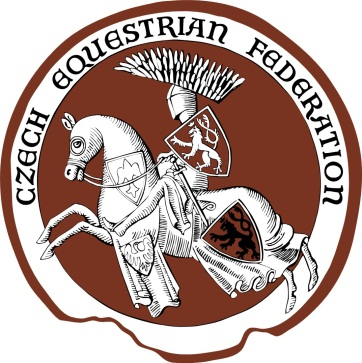 CZECH EQUESTRIAN FEDERATION